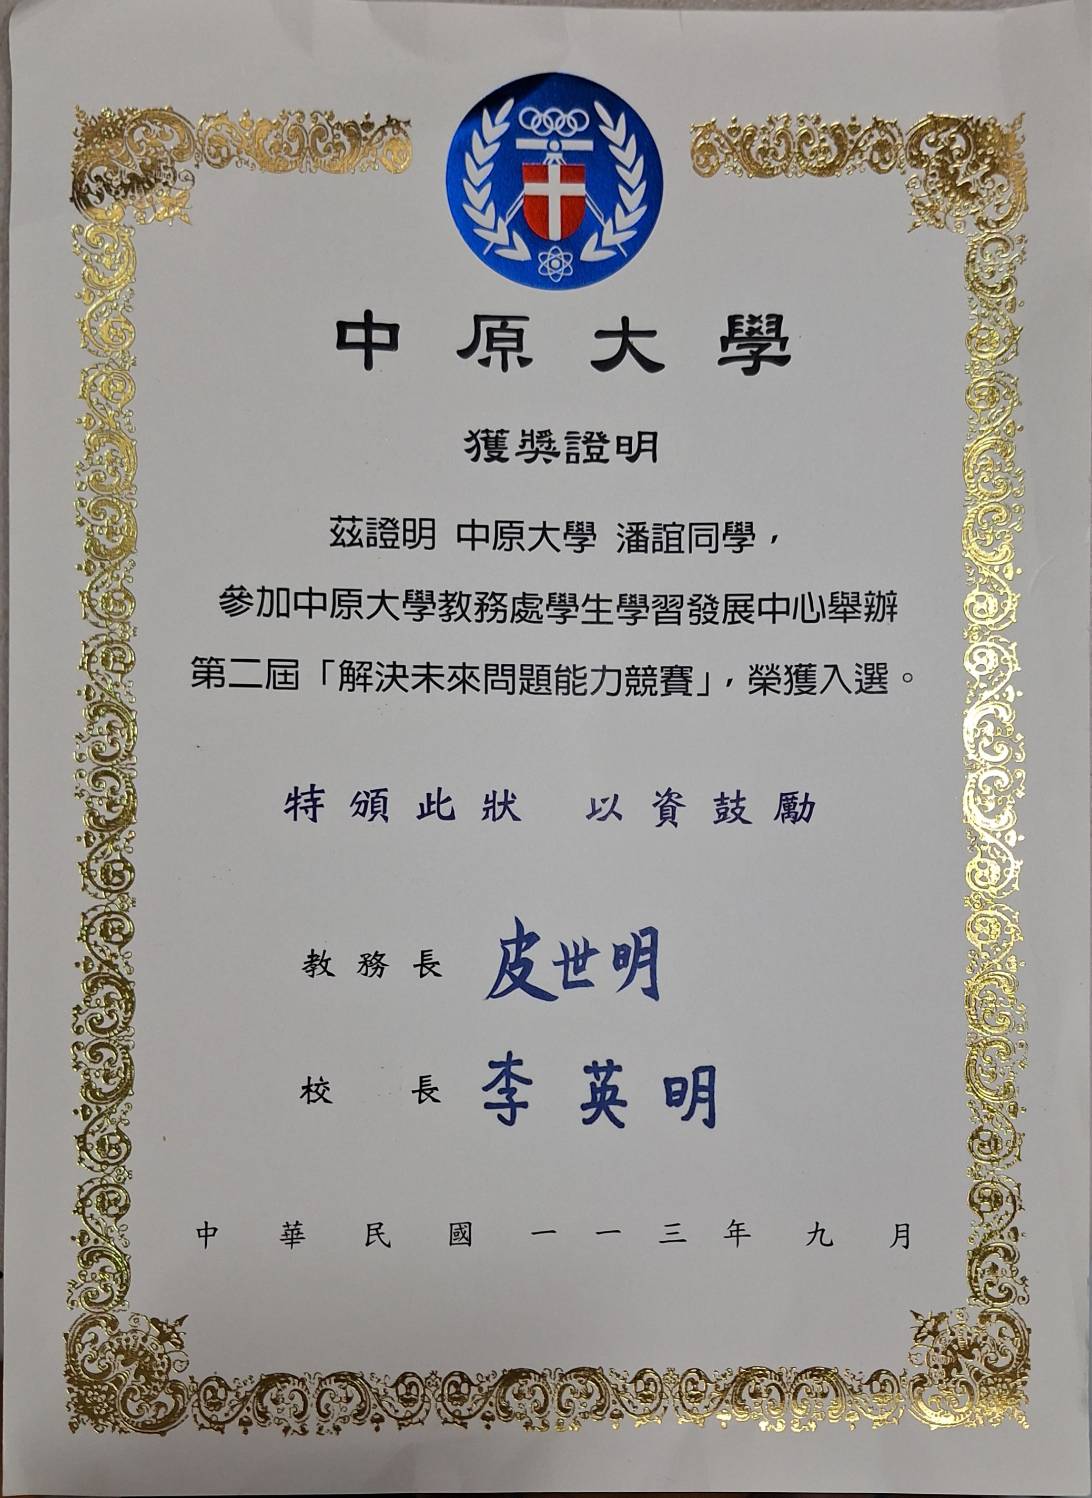 中原大學
獲獎證明
茲證明 中原大學 潘誼同學，
參加中原大學教務處學生學習發展中心舉辦
第二屆「解決未來問題能力競賽」，榮獲入選。
特頒此狀 以資鼓勵
教務長 皮世明
校長 李英明
中華民國一一三年九月